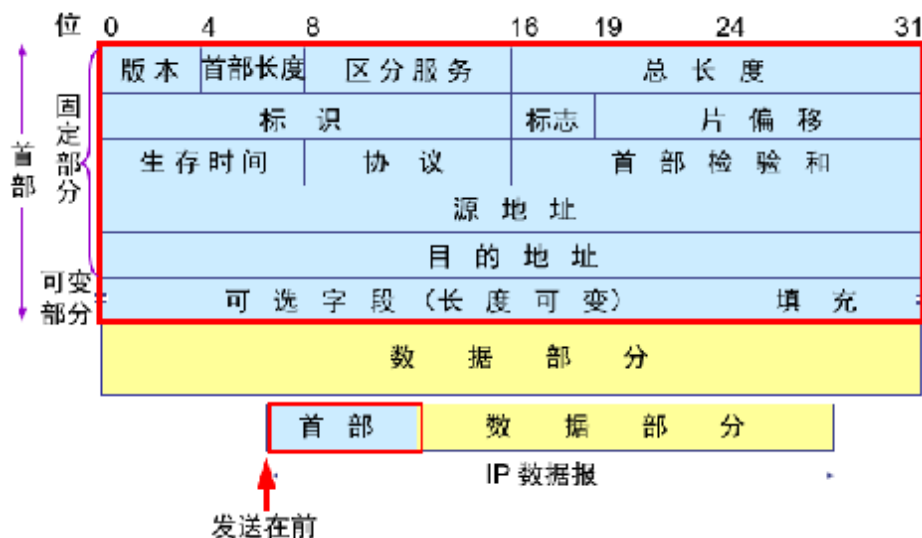 位 0 4 8 16 19 24 31
版本 首部长度 区分服务 总长度
标识 标志 片偏移
生存时间 协议 首部检验和
源地址
目的地址
可选字段（长度可变） 填充
首部
固定部分
可变部分
数据部分
首部 数据部分
IP 数据报
发送在前